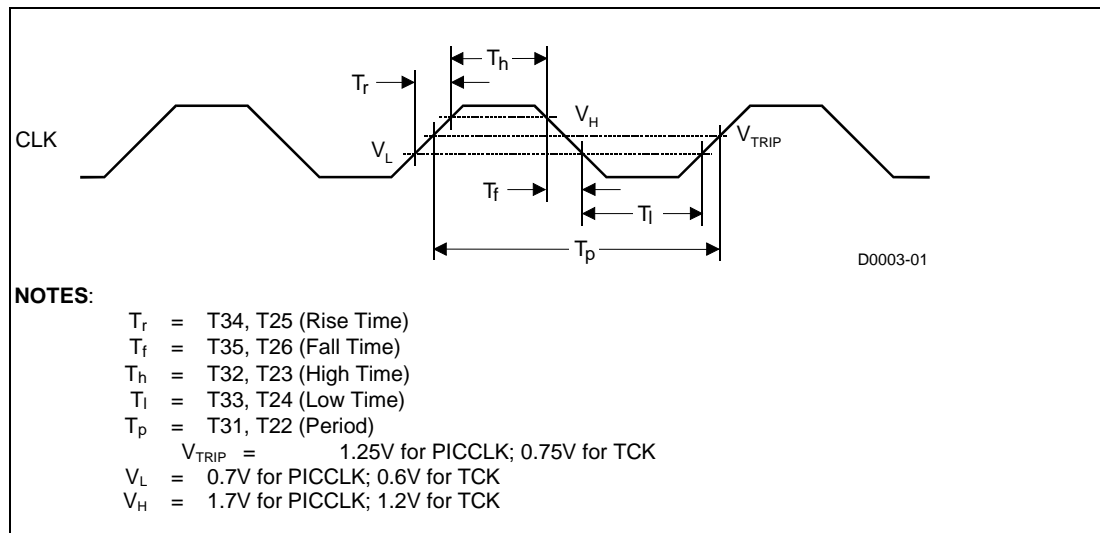 Th
Tr
CLK
VH
VTRIP
VL
Tf
Tl
Tp
D0003-01
NOTES:
Tr = T34, T25 (Rise Time)
Tf = T35, T26 (Fall Time)
Th = T32, T23 (High Time)
Tl = T33, T24 (Low Time)
Tp = T31, T22 (Period)
VTRIP = 1.25V for PICCLK; 0.75V for TCK
VL = 0.7V for PICCLK; 0.6V for TCK
VH = 1.7V for PICCLK; 1.2V for TCK